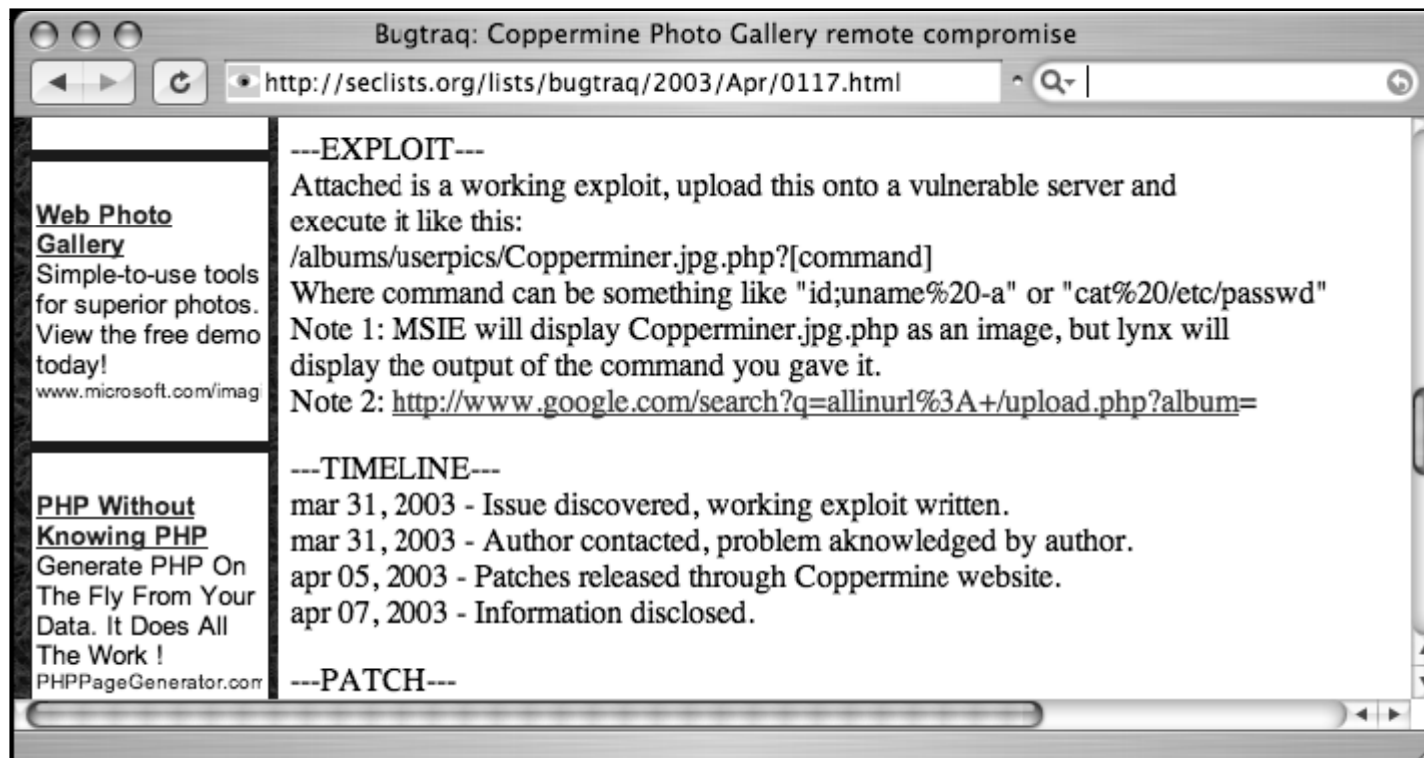 Bugtraq: Coppermine Photo Gallery remote compromise
http://seclists.org/lists/bugtraq/2003/Apr/0117.html
Web Photo
Gallery
Simple-to-use tools
for superior photos.
View the free demo
today!
www.microsoft.com/imagi
PHP Without
Knowing PHP
Generate PHP On
The Fly From Your
Data. It Does All
The Work !
PHPPageGenerator.com
---EXPLOIT---
Attached is a working exploit, upload this onto a vulnerable server and
execute it like this:
/albums/userpics/Copperminer.jpg.php?[command]
Where command can be something like "id;uname%20-a" or "cat%20/etc/passwd"
Note 1: MSIE will display Copperminer.jpg.php as an image, but lynx will
display the output of the command you gave it.
Note 2: http://www.google.com/search?q=allinurl%3A+/upload.php?album=
---TIMELINE---
mar 31, 2003 - Issue discovered, working exploit written.
mar 31, 2003 - Author contacted, problem aknowledged by author.
apr 05, 2003 - Patches released through Coppermine website.
apr 07, 2003 - Information disclosed.
---PATCH---